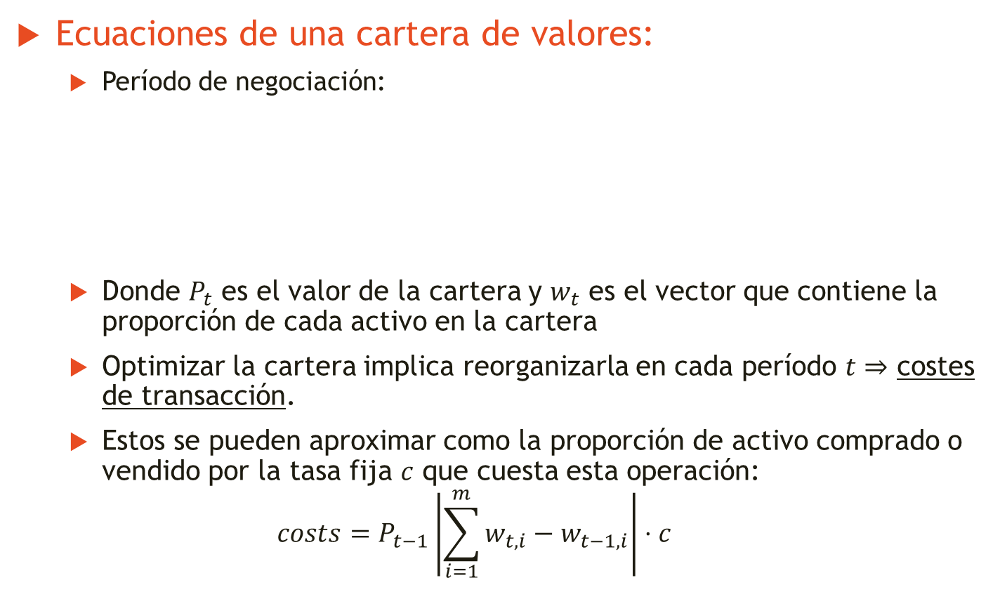 Ecuaciones de una cartera de valores:
Período de negociación:
Donde $P_t$ es el valor de la cartera y $w_t$ es el vector que contiene la
proporción de cada activo en la cartera
Optimizar la cartera implica reorganizarla en cada período $t$ ⇒ costes
de transacción.
Estos se pueden aproximar como la proporción de activo comprado o
vendido por la tasa fija $c$ que cuesta esta operación:
$costs = P_{t-1} \left| \sum_{i=1}^{m} w_{t,i} - w_{t-1,i} \right| \cdot c$